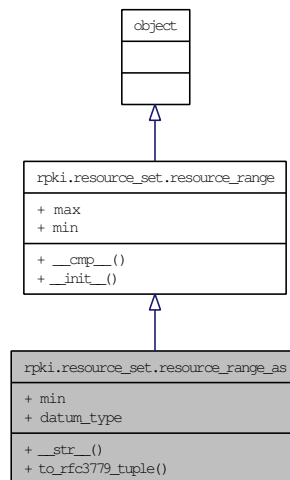 object
rpki.resource_set.resource_range
+ max
+ min
+ __cmp__()
+ __init__()
rpki.resource_set.resource_range_as
+ min
+ datum_type
+ __str__()
+ to_rfc3779_tuple()